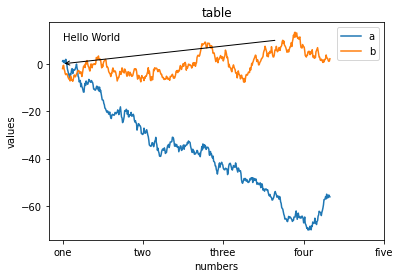 table
Hello World
a
b
0
−20
−40
−60
values
one two three four five
numbers